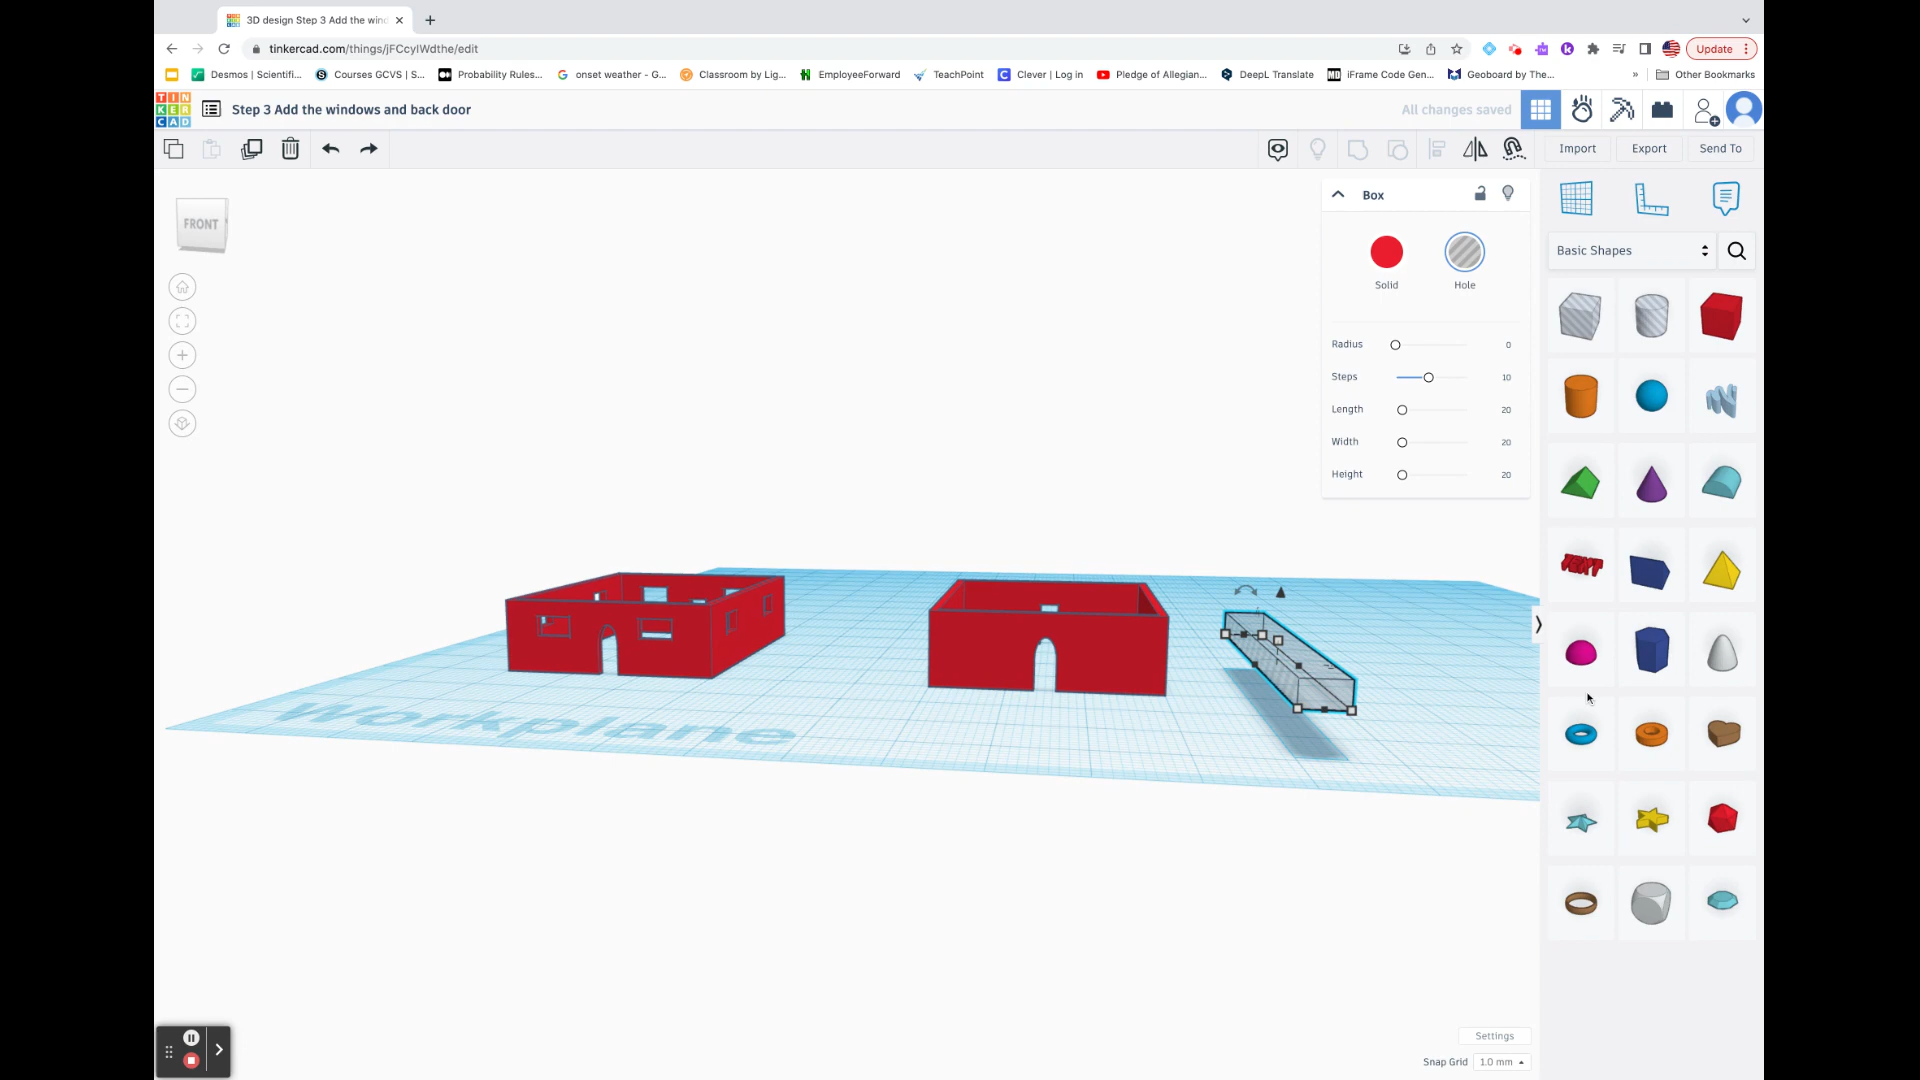 3D design Step 3 Add the wind
tinkercad.com/things/jFCcyIWdthe/edit
Update
Desmos | Scientifi...
Courses GCVS | S...
Probability Rules...
onset weather - G...
Classroom by Lig...
EmployeeForward
TeachPoint
Clever | Log in
Pledge of Allegian...
DeepL Translate
iFrame Code Gen...
Geoboard by The...
»
Other Bookmarks
TIN
KER
CAD
Step 3 Add the windows and back door
All changes saved
Import
Export
Send To
FRONT
Box
Solid
Hole
Radius 0
Steps 10
Length 20
Width 20
Height 20
Basic Shapes
TEXT
Workplane
Settings
Snap Grid 1.0 mm